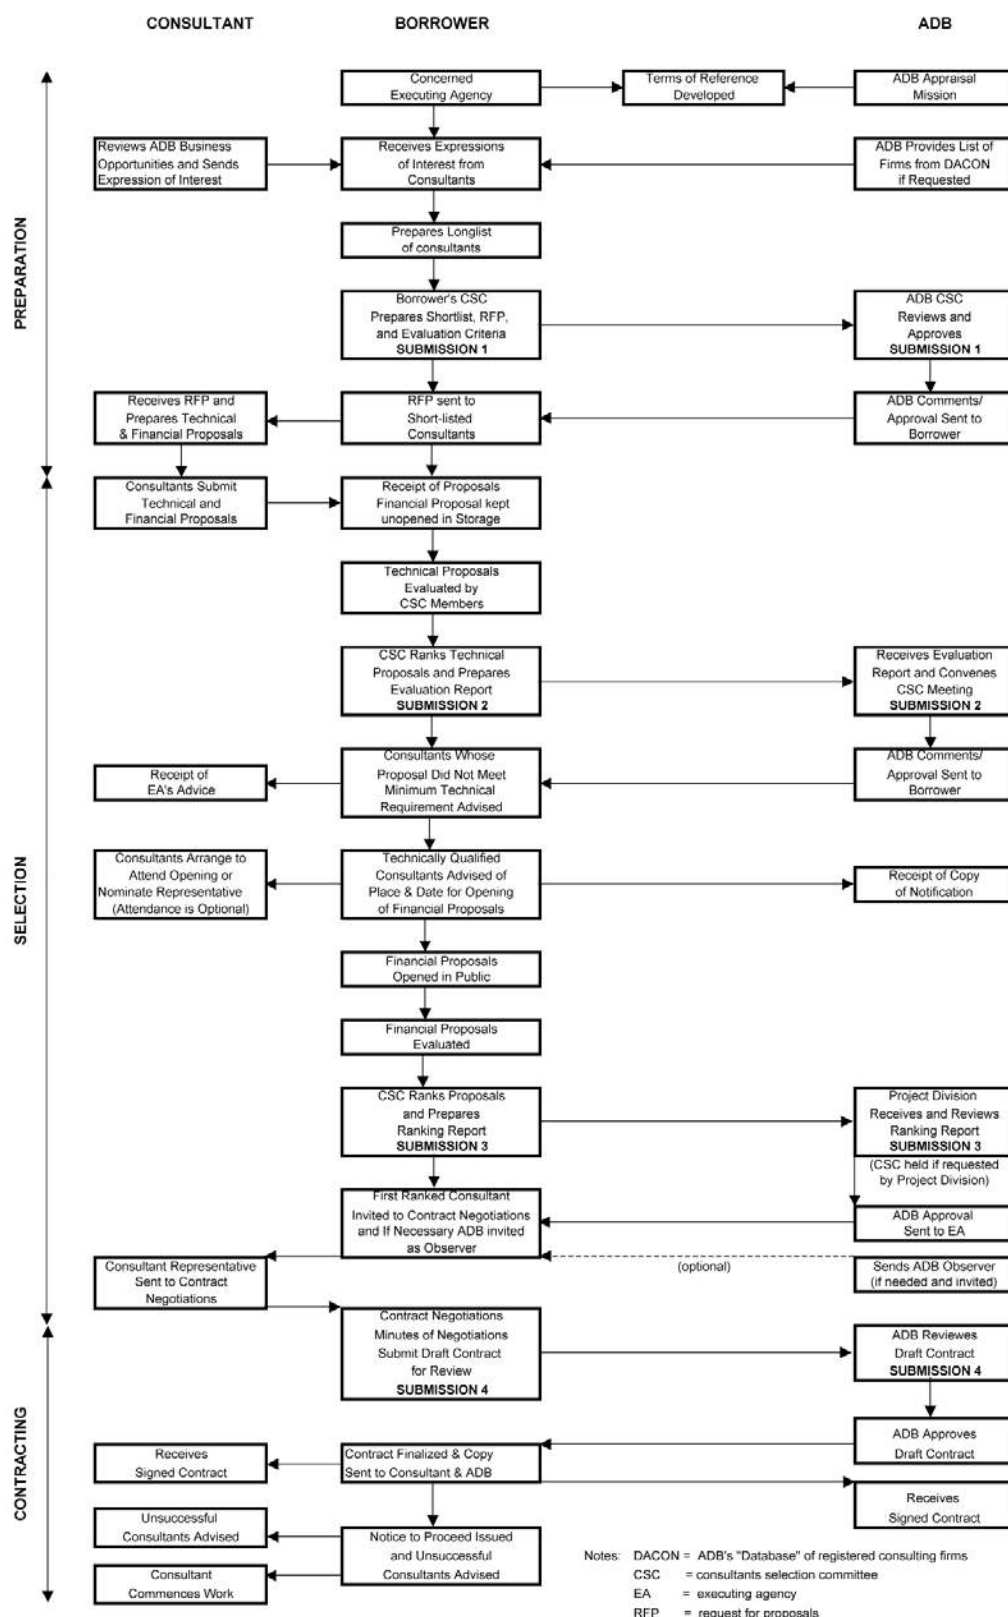 CONSULTANT
BORROWER
ADB
PREPARATION
Concerned
Executing Agency
Terms of Reference
Developed
ADB Appraisal
Mission
Reviews ADB Business
Opportunities and Sends
Expression of Interest
Receives Expressions
of Interest from
Consultants
ADB Provides List of
Firms from DACON
if Requested
Prepares Longlist
of consultants
Borrower's CSC
Prepares Shortlist, RFP,
and Evaluation Criteria
SUBMISSION 1
ADB CSC
Reviews and
Approves
SUBMISSION 1
Receives RFP and
Prepares Technical
& Financial Proposals
RFP sent to
Short-listed
Consultants
ADB Comments/
Approval Sent to
Borrower
SELECTION
Consultants Submit
Technical and
Financial Proposals
Receipt of Proposals
Financial Proposal kept
unopened in Storage
Technical Proposals
Evaluated by
CSC Members
CSC Ranks Technical
Proposals and Prepares
Evaluation Report
SUBMISSION 2
Receives Evaluation
Report and Convenes
CSC Meeting
SUBMISSION 2
Receipt of
EA's Advice
Consultants Whose
Proposal Did Not Meet
Minimum Technical
Requirement Advised
ADB Comments/
Approval Sent to
Borrower
Consultants Arrange to
Attend Opening or
Nominate Representative
(Attendance is Optional)
Technically Qualified
Consultants Advised of
Place & Date for Opening
of Financial Proposals
Receipt of Copy
of Notification
Financial Proposals
Opened in Public
Financial Proposals
Evaluated
CSC Ranks Proposals
and Prepares
Ranking Report
SUBMISSION 3
Project Division
Receives and Reviews
Ranking Report
SUBMISSION 3
(CSC held if requested
by Project Division)
First Ranked Consultant
Invited to Contract Negotiations
and If Necessary ADB invited
as Observer
ADB Approval
Sent to EA
Consultant Representative
Sent to Contract
Negotiations
(optional)
Sends ADB Observer
(if needed and invited)
CONTRACTING
Contract Negotiations
Minutes of Negotiations
Submit Draft Contract
for Review
SUBMISSION 4
ADB Reviewes
Draft Contract
SUBMISSION 4
ADB Approves
Draft Contract
Receives
Signed Contract
Contract Finalized & Copy
Sent to Consultant & ADB
Receives
Signed Contract
Unsuccessful
Consultants Advised
Notice to Proceed Issued
and Unsuccessful
Consultants Advised
Consultant
Commences Work
Notes: DACON = ADB's "Database" of registered consulting firms
CSC = consultants selection committee
EA = executing agency
RFP = request for proposals